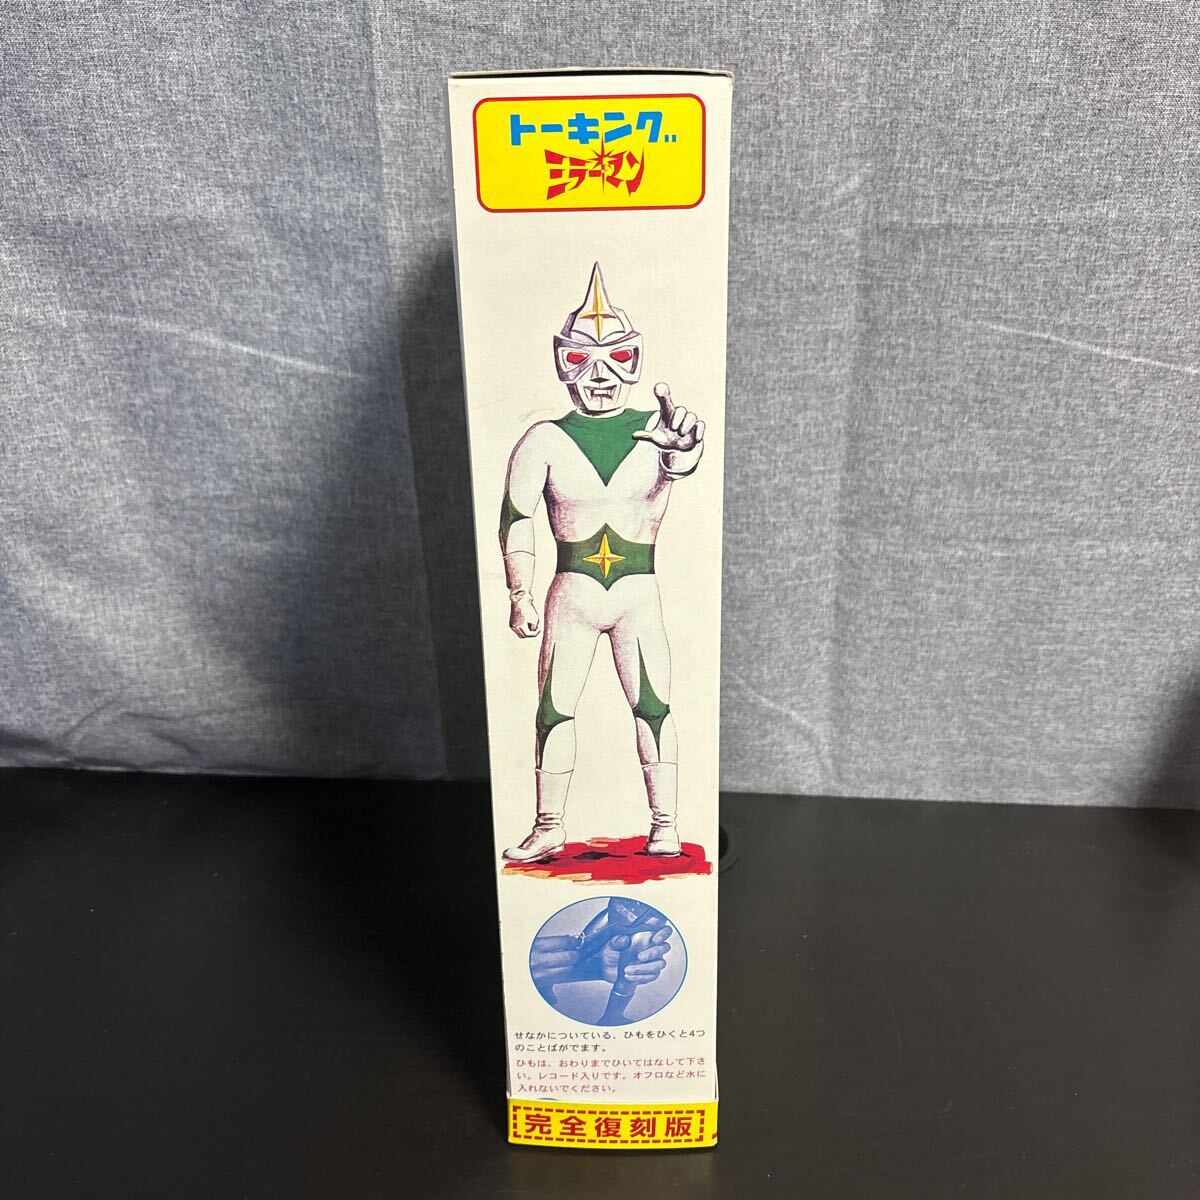 トーキング
ミラーマン
せなかについている、ひもをひくと4つ
のことばがでます。
ひもは、おわりまでひいてはなして下さ
い。レコード入りです。オフロなど水に
入れないでください。
完全復刻版